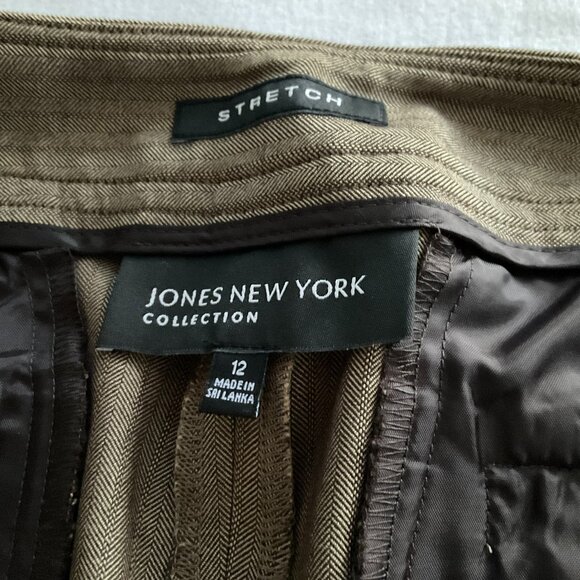 STRETCH
JONES NEW YORK
COLLECTION
12
MADE IN
SRI LANKA